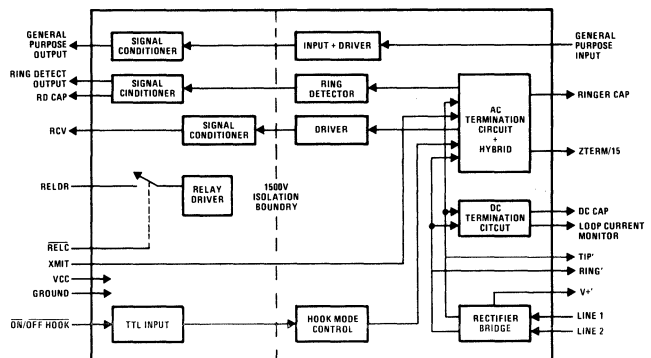 GENERAL
PURPOSE
OUTPUT
SIGNAL
CONDITIONER
INPUT + DRIVER
GENERAL
PURPOSE
INPUT
RING DETECT
OUTPUT
RD CAP
SIGNAL
CINDITIONER
RING
DETECTOR
AC
TERMINATION
CIRCUIT
+
HYBRID
RINGER CAP
ZTERM/15
RCV
SIGNAL
CONDITIONER
DRIVER
RELDR
RELAY
DRIVER
1500V
ISOLATION
BOUNDRY
DC
TERMINATION
CITCUT
DC CAP
LOOP CURRENT
MONITOR
RELC
XMIT
TIP'
RING'
VCC
GROUND
V+'
ON/OFF HOOK
TTL INPUT
HOOK MODE
CONTROL
RECTIFIER
BRIDGE
LINE 1
LINE 2